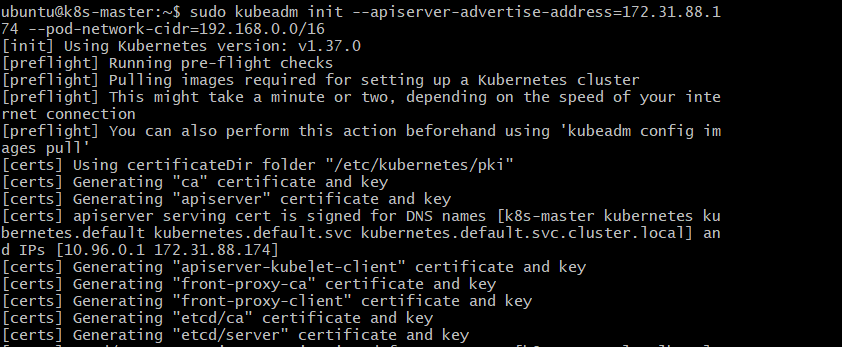 ubuntu@k8s-master:~$ sudo kubeadm init --apiserver-advertise-address=172.31.88.1
74 --pod-network-cidr=192.168.0.0/16
[init] Using Kubernetes version: v1.37.0
[preflight] Running pre-flight checks
[preflight] Pulling images required for setting up a Kubernetes cluster
[preflight] This might take a minute or two, depending on the speed of your inte
rnet connection
[preflight] You can also perform this action beforehand using 'kubeadm config im
ages pull'
[certs] Using certificateDir folder "/etc/kubernetes/pki"
[certs] Generating "ca" certificate and key
[certs] Generating "apiserver" certificate and key
[certs] apiserver serving cert is signed for DNS names [k8s-master kubernetes ku
bernetes.default kubernetes.default.svc kubernetes.default.svc.cluster.local] an
d IPs [10.96.0.1 172.31.88.174]
[certs] Generating "apiserver-kubelet-client" certificate and key
[certs] Generating "front-proxy-ca" certificate and key
[certs] Generating "front-proxy-client" certificate and key
[certs] Generating "etcd/ca" certificate and key
[certs] Generating "etcd/server" certificate and key